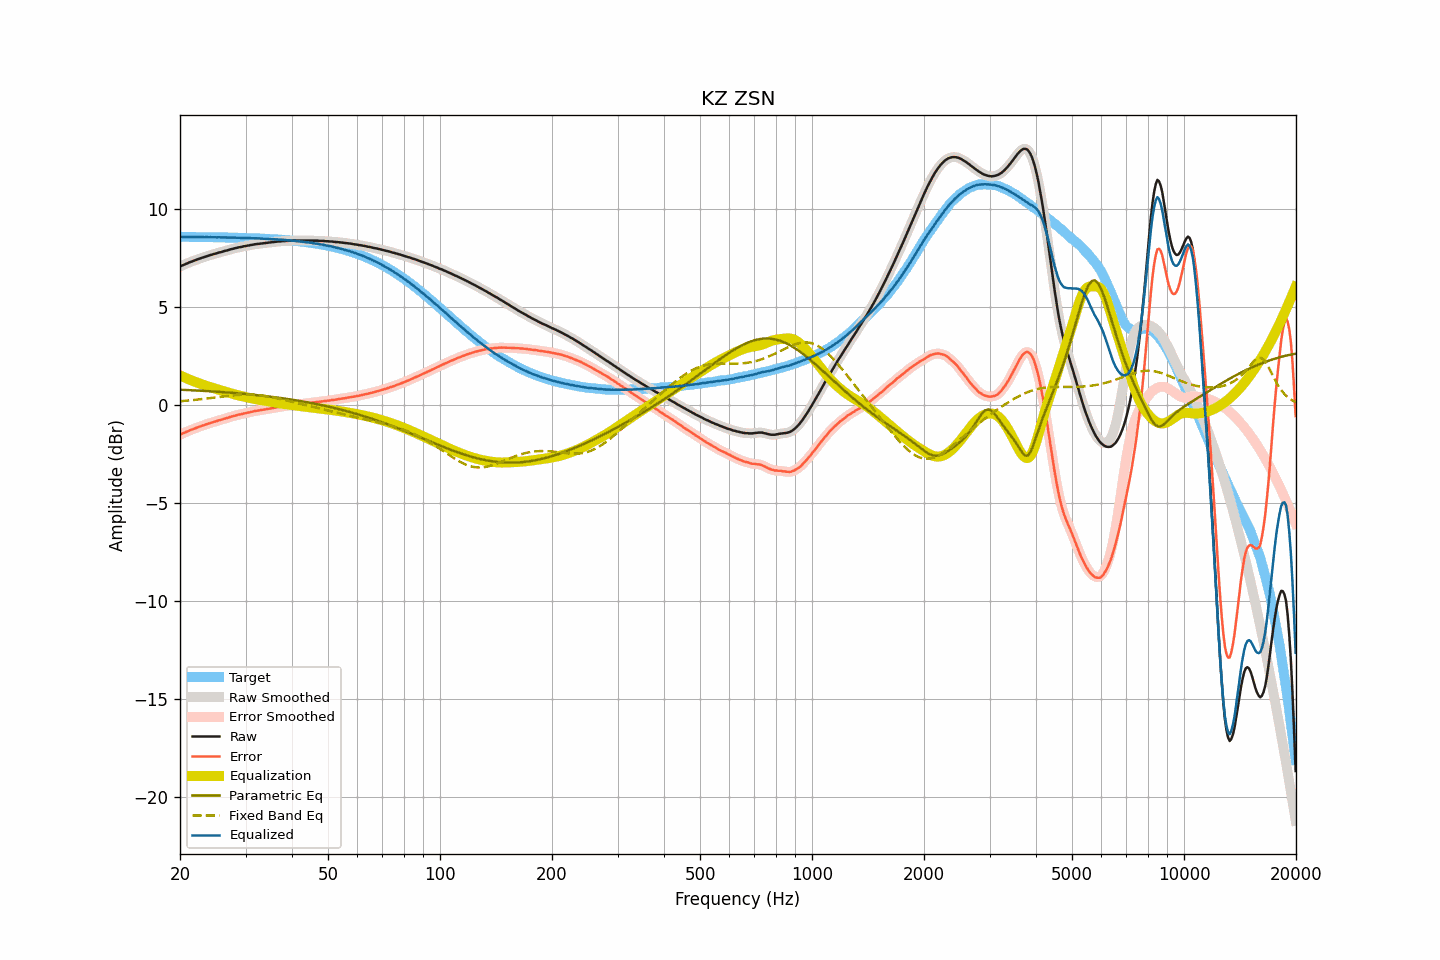 KZ ZSN
Amplitude (dBr)
10
5
0
−5
−10
−15
−20
Target
Raw Smoothed
Error Smoothed
Raw
Error
Equalization
Parametric Eq
Fixed Band Eq
Equalized
20 50 100 200 500 1000 2000 5000 10000 20000
Frequency (Hz)